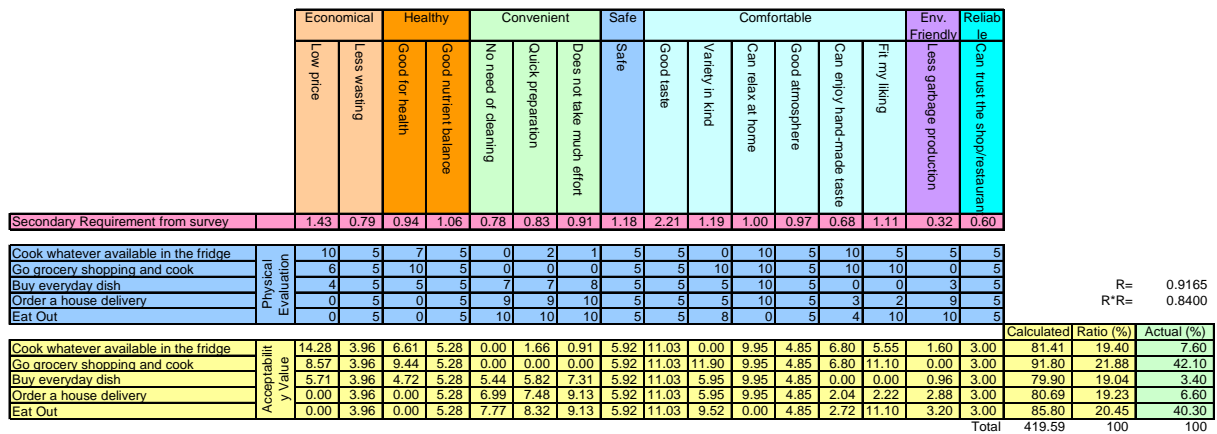 Economical Healthy Convenient Safe Comfortable Env. Friendly Reliab le
Low price
Less wasting
Good for health
Good nutrient balance
No need of cleaning
Quick preparation
Does not take much effort
Safe
Good taste
Variety in kind
Can relax at home
Good atmosphere
Can enjoy hand-made taste
Fit my liking
Less garbage production
Can trust the shop/restauran
Secondary Requirement from survey 1.43 0.79 0.94 1.06 0.78 0.83 0.91 1.18 2.21 1.19 1.00 0.97 0.68 1.11 0.32 0.60
Physical
Evaluation
Cook whatever available in the fridge 10 5 7 5 0 2 1 5 5 0 10 5 10 5 5 5
Go grocery shopping and cook 6 5 10 5 0 0 0 5 5 10 10 5 10 10 0 5
Buy everyday dish 4 5 5 5 7 7 8 5 5 5 10 5 0 0 3 5 R= 0.9165
Order a house delivery 0 5 0 5 9 9 10 5 5 5 10 5 3 2 9 5 R*R= 0.8400
Eat Out 0 5 0 5 10 10 10 5 5 8 0 5 4 10 10 5
Calculated Ratio (%) Actual (%)
Acceptabilit
y Value
Cook whatever available in the fridge 14.28 3.96 6.61 5.28 0.00 1.66 0.91 5.92 11.03 0.00 9.95 4.85 6.80 5.55 1.60 3.00 81.41 19.40 7.60
Go grocery shopping and cook 8.57 3.96 9.44 5.28 0.00 0.00 0.00 5.92 11.03 11.90 9.95 4.85 6.80 11.10 0.00 3.00 91.80 21.88 42.10
Buy everyday dish 5.71 3.96 4.72 5.28 5.44 5.82 7.31 5.92 11.03 5.95 9.95 4.85 0.00 0.00 0.96 3.00 79.90 19.04 3.40
Order a house delivery 0.00 3.96 0.00 5.28 6.99 7.48 9.13 5.92 11.03 5.95 9.95 4.85 2.04 2.22 2.88 3.00 80.69 19.23 6.60
Eat Out 0.00 3.96 0.00 5.28 7.77 8.32 9.13 5.92 11.03 9.52 0.00 4.85 2.72 11.10 3.20 3.00 85.80 20.45 40.30
Total 419.59 100 100